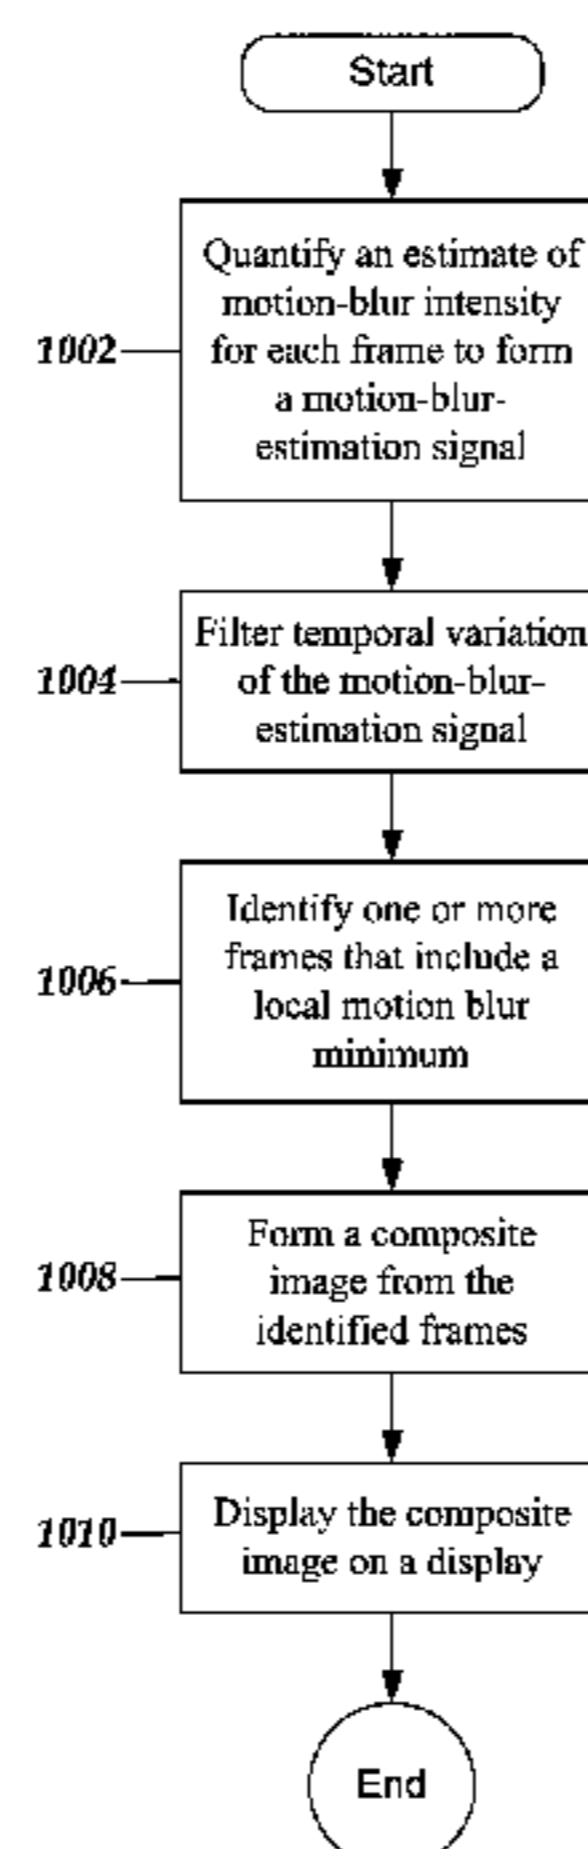 Start
Quantify an estimate of
motion-blur intensity
1002
for each frame to form
a motion-blur-
estimation signal
Filter temporal variation
1004
of the motion-blur-
estimation signal
Identify one or more
frames that include a
1006
local motion blur
minimum
Form a composite
1008
image from the
identified frames
1010
Display the composite
image on a display
End